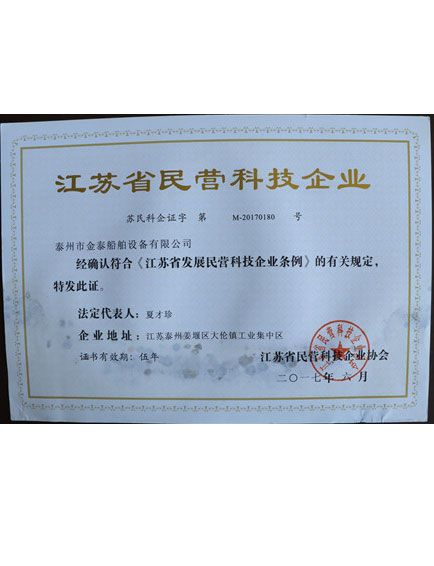 江苏省民营科技企业
苏民科企证字 第 M-20170180 号
泰州市金泰船舶设备有限公司
经确认符合《江苏省发展民营科技企业条例》的有关规定,
特发此证。
法定代表人：夏才珍
企业地址：江苏泰州姜堰区大伦镇工业集中区
证书有效期：伍年
江苏省民营科技企业协会
二〇一七年 六 月